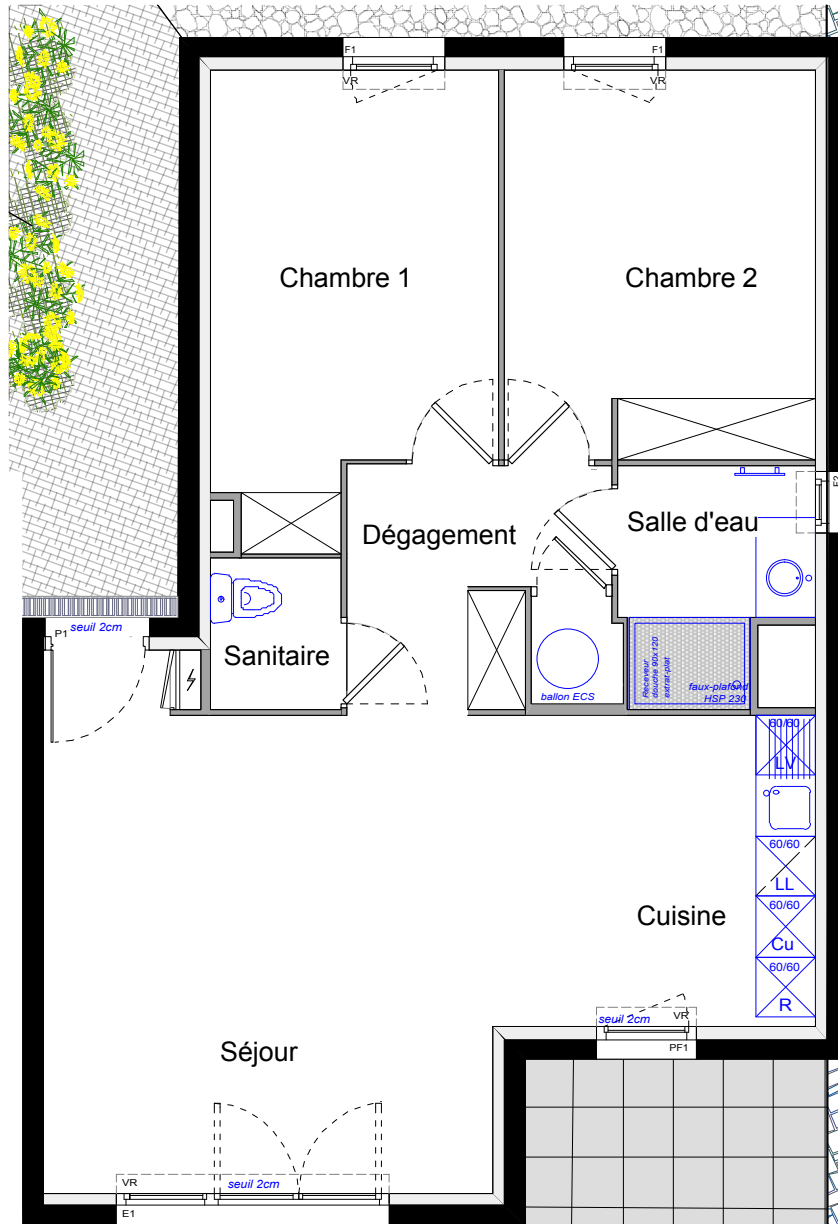 F1
F1
VR
VR
Chambre 1
Chambre 2
F2
Dégagement
Salle d'eau
P1
seuil 2cm
Sanitaire
ballon ECS
Receveur
douche 90x120
extrat-plat
faux-plafond
HSP 230
60/60
LV
60/60
LL
60/60
Cu
60/60
R
Cuisine
seuil 2cm
VR
PF1
Séjour
VR
seuil 2cm
E1